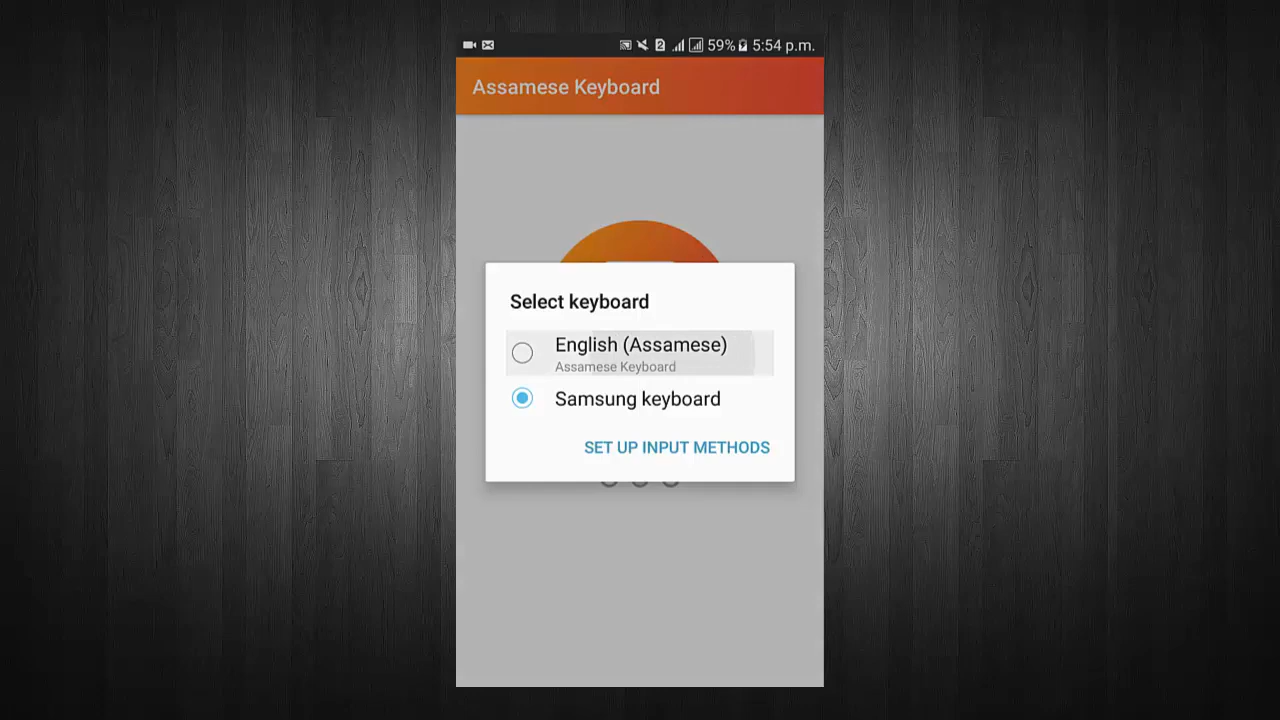 59% 5:54 p.m.
Assamese Keyboard
Select keyboard
English (Assamese)
Assamese Keyboard
Samsung keyboard
SET UP INPUT METHODS